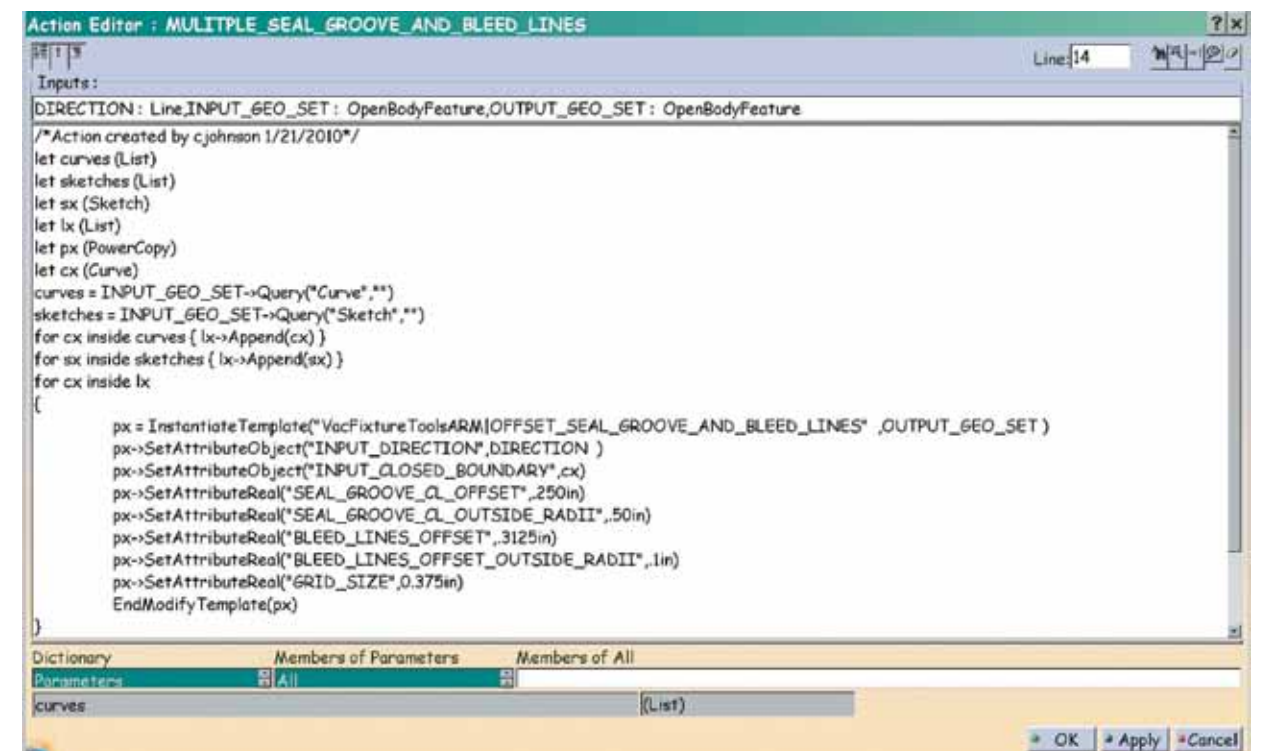 Action Editor : MULITPLE_SEAL_GROOVE_AND_BLEED_LINES
Line: 14
Inputs:
DIRECTION : Line,INPUT_GEO_SET : OpenBodyFeature,OUTPUT_GEO_SET : OpenBodyFeature
/*Action created by cjohnson 1/21/2010*/
let curves (List)
let sketches (List)
let sx (Sketch)
let lx (List)
let px (PowerCopy)
let cx (Curve)
curves = INPUT_GEO_SET->Query("Curve","")
sketches = INPUT_GEO_SET->Query("Sketch","")
for cx inside curves { lx->Append(cx) }
for sx inside sketches { lx->Append(sx) }
for cx inside lx
{
px = InstantiateTemplate("VacFixtureToolsARM|OFFSET_SEAL_GROOVE_AND_BLEED_LINES" ,OUTPUT_GEO_SET )
px->SetAttributeObject("INPUT_DIRECTION",DIRECTION )
px->SetAttributeObject("INPUT_CLOSED_BOUNDARY",cx)
px->SetAttributeReal("SEAL_GROOVE_CL_OFFSET",.250in)
px->SetAttributeReal("SEAL_GROOVE_CL_OUTSIDE_RADII",.50in)
px->SetAttributeReal("BLEED_LINES_OFFSET",.3125in)
px->SetAttributeReal("BLEED_LINES_OFFSET_OUTSIDE_RADII",.1in)
px->SetAttributeReal("GRID_SIZE",0.375in)
EndModifyTemplate(px)
}
Dictionary Members of Parameters Members of All
Parameters All
curves (List)
OK Apply Cancel